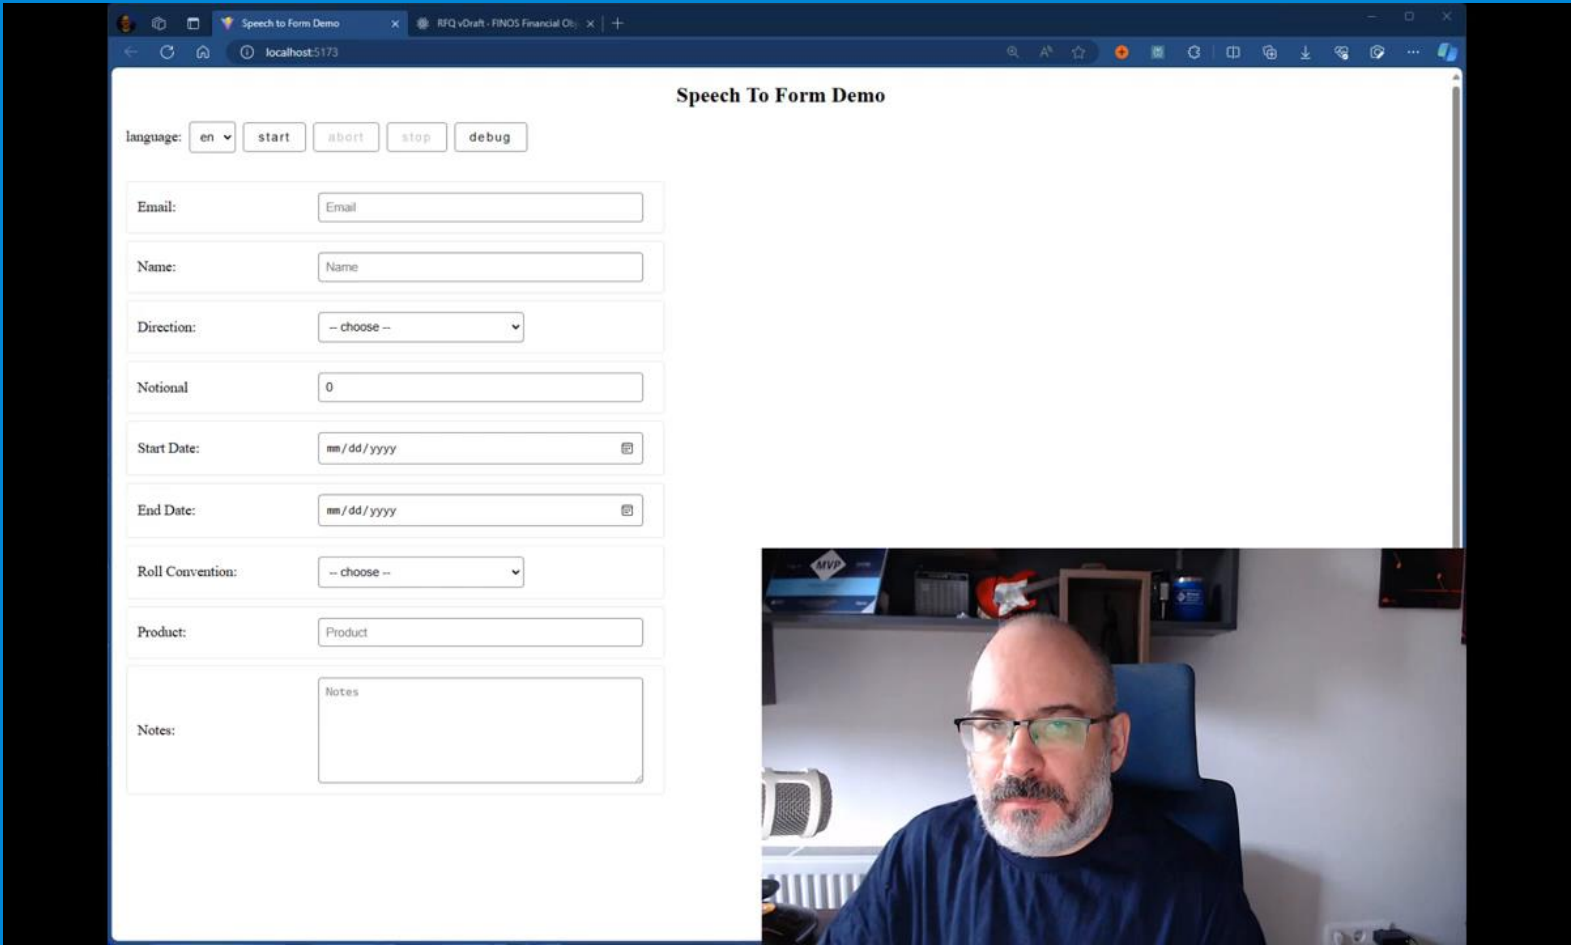 Speech to Form Demo
RFQ vDraft - FINOS Financial Ob
localhost:5173
Speech To Form Demo
language: en start abort stop debug
Email: Email
Name: Name
Direction: -- choose --
Notional 0
Start Date: mm/dd/yyyy
End Date: mm/dd/yyyy
Roll Convention: -- choose --
Product: Product
Notes: Notes
MVP